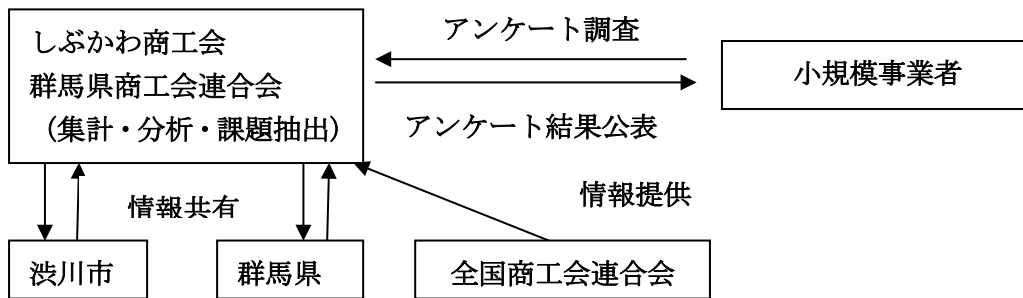 しぶかわ商工会
群馬県商工会連合会
（集計・分析・課題抽出）
アンケート調査
アンケート結果公表
小規模事業者
情報共有
情報提供
渋川市
群馬県
全国商工会連合会